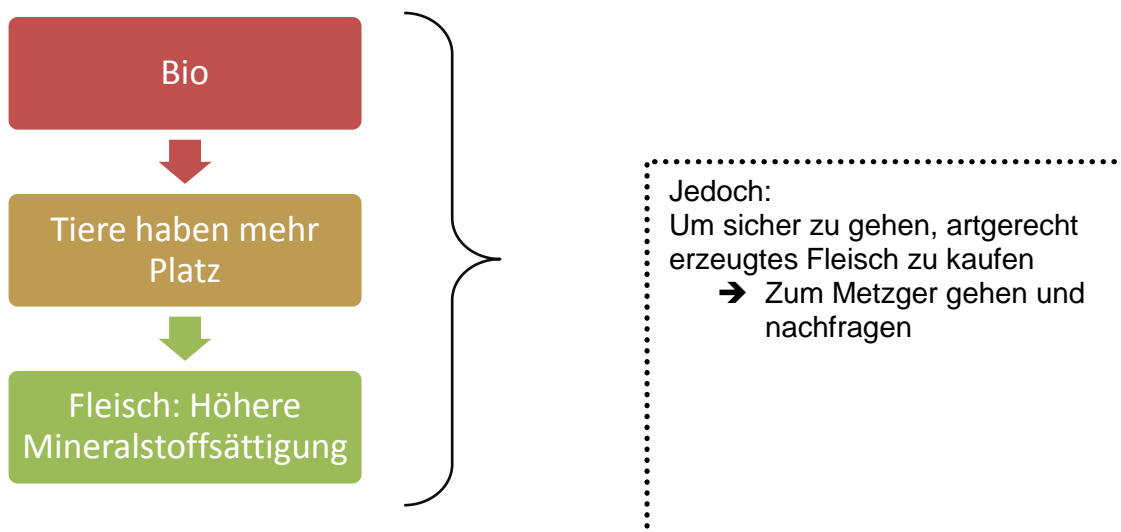 Bio
Tiere haben mehr
Platz
Fleisch: Höhere
Mineralstoffsättigung
Jedoch:
Um sicher zu gehen, artgerecht
erzeugtes Fleisch zu kaufen
➔ Zum Metzger gehen und
nachfragen